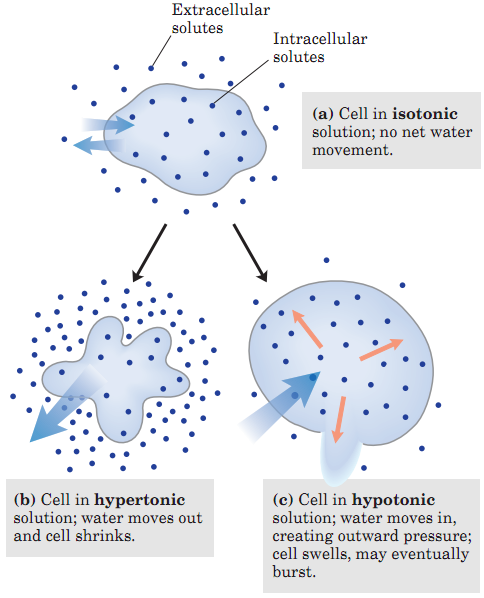 Extracellular
solutes
Intracellular
solutes
(a) Cell in isotonic
solution; no net water
movement.
(b) Cell in hypertonic
solution; water moves out
and cell shrinks.
(c) Cell in hypotonic
solution; water moves in,
creating outward pressure;
cell swells, may eventually
burst.